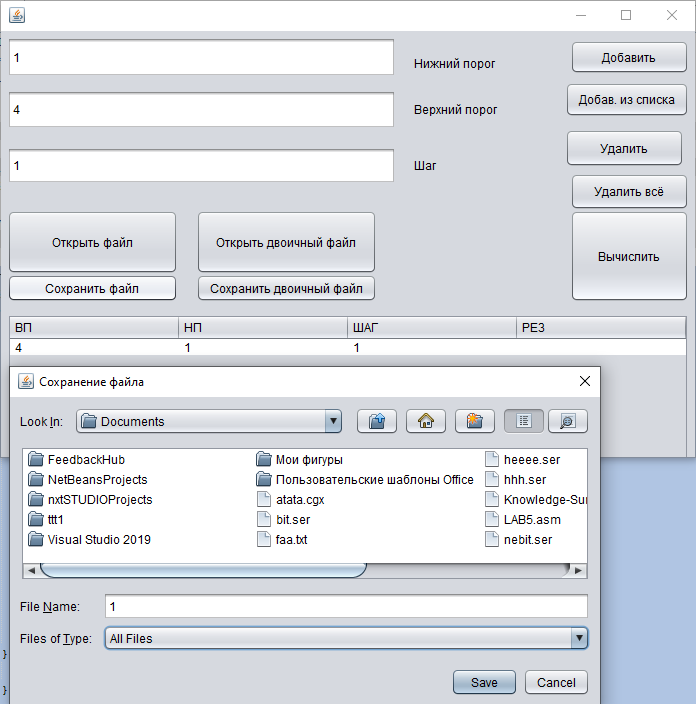 1
Нижний порог
Добавить
4
Верхний порог
Добав. из списка
1
Шаг
Удалить
Удалить всё
Открыть файл
Открыть двоичный файл
Вычислить
Сохранить файл
Сохранить двоичный файл
ВП НП ШАГ РЕЗ
4 1 1
Сохранение файла
Look In: Documents
FeedbackHub
NetBeansProjects
nxtSTUDIOProjects
ttt1
Visual Studio 2019
Мои фигуры
Пользовательские шаблоны Office
atata.cgx
bit.ser
faa.txt
heeee.ser
hhh.ser
Knowledge-Sur
LAB5.asm
nebit.ser
File Name: 1
Files of Type: All Files
}
}
Save Cancel